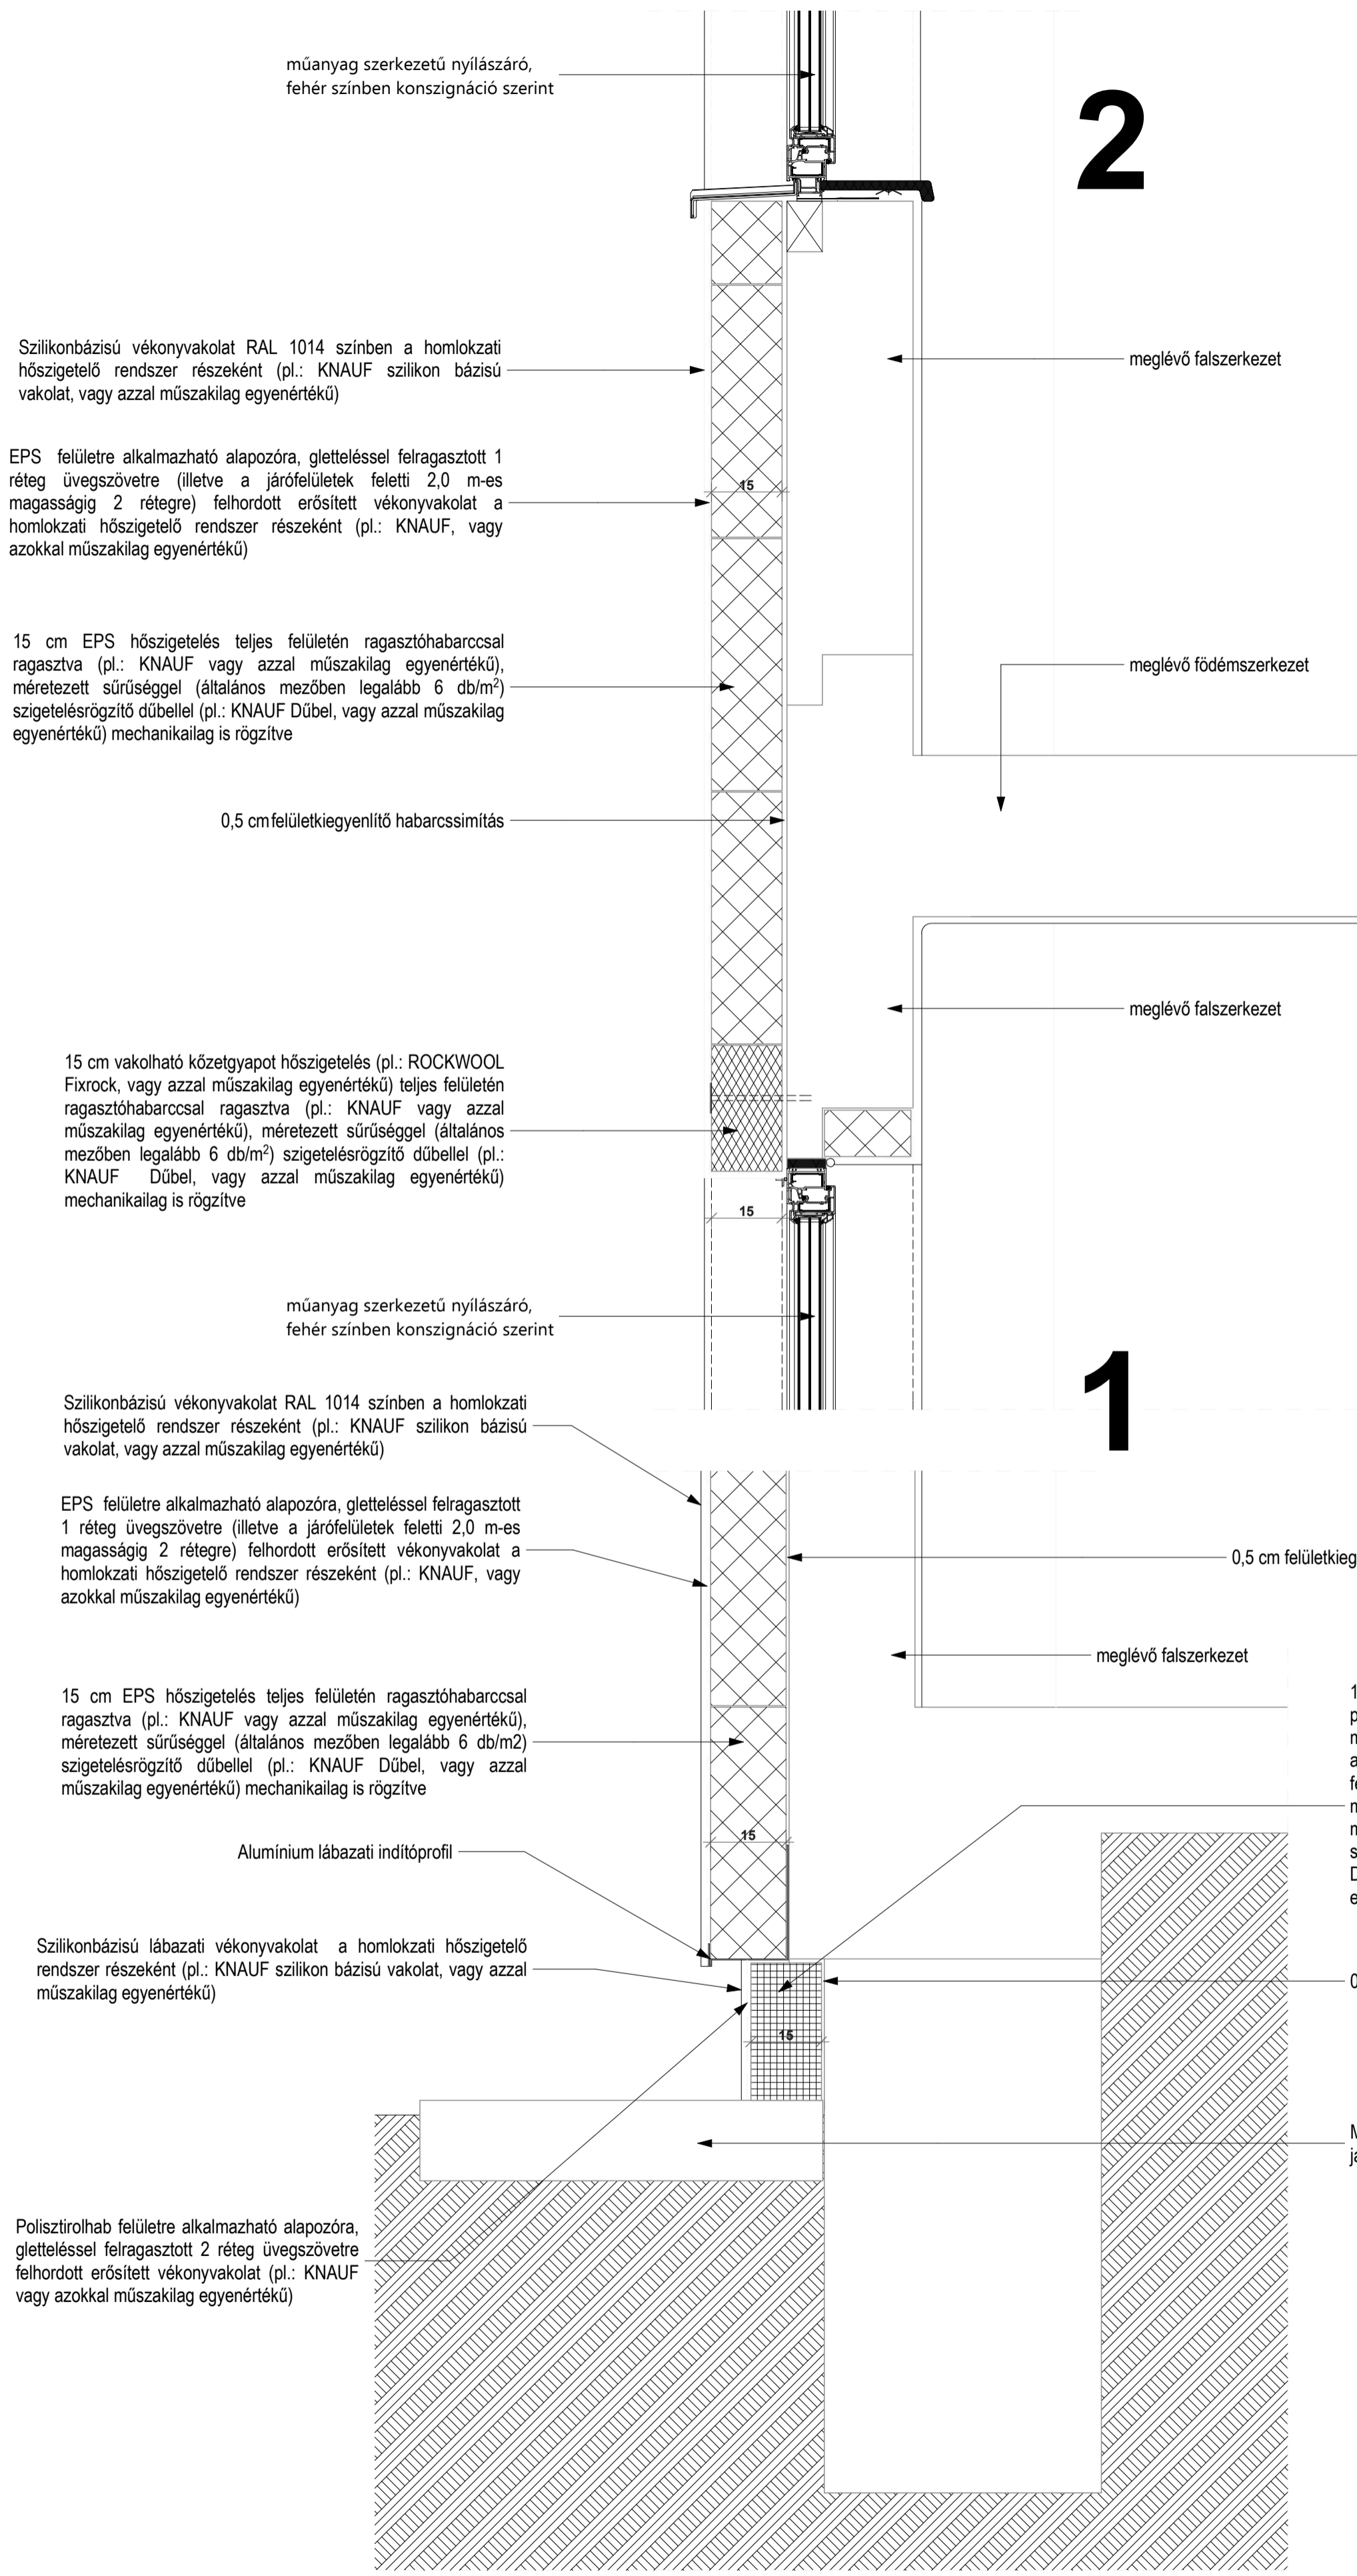 műanyag szerkezetű nyílászáró,
fehér színben konszignáció szerint
2
Szilikonbázisú vékonyvakolat RAL 1014 színben a homlokzati
hőszigetelő rendszer részeként (pl.: KNAUF szilikon bázisú
vakolat, vagy azzal műszakilag egyenértékű)
meglévő falszerkezet
EPS felületre alkalmazható alapozóra, gletteléssel felragasztott 1
réteg üvegszövetre (illetve a járófelületek feletti 2,0 m-es
magasságig 2 rétegre) felhordott erősített vékonyvakolat a
homlokzati hőszigetelő rendszer részeként (pl.: KNAUF, vagy
azokkal műszakilag egyenértékű)
15
15 cm EPS hőszigetelés teljes felületén ragasztóhabarccsal
ragasztva (pl.: KNAUF vagy azzal műszakilag egyenértékű),
méretezett sűrűséggel (általános mezőben legalább 6 db/m²)
szigetelésrögzítő dűbellel (pl.: KNAUF Dűbel, vagy azzal műszakilag
egyenértékű) mechanikailag is rögzítve
meglévő födémszerkezet
0,5 cm felületkiegyenlítő habarcssimítás
meglévő falszerkezet
15 cm vakolható kőzetgyapot hőszigetelés (pl.: ROCKWOOL
Fixrock, vagy azzal műszakilag egyenértékű) teljes felületén
ragasztóhabarccsal ragasztva (pl.: KNAUF vagy azzal
műszakilag egyenértékű), méretezett sűrűséggel (általános
mezőben legalább 6 db/m²) szigetelésrögzítő dűbellel (pl.:
KNAUF Dűbel, vagy azzal műszakilag egyenértékű)
mechanikailag is rögzítve
15
műanyag szerkezetű nyílászáró,
fehér színben konszignáció szerint
1
Szilikonbázisú vékonyvakolat RAL 1014 színben a homlokzati
hőszigetelő rendszer részeként (pl.: KNAUF szilikon bázisú
vakolat, vagy azzal műszakilag egyenértékű)
EPS felületre alkalmazható alapozóra, gletteléssel felragasztott
1 réteg üvegszövetre (illetve a járófelületek feletti 2,0 m-es
magasságig 2 rétegre) felhordott erősített vékonyvakolat a
homlokzati hőszigetelő rendszer részeként (pl.: KNAUF, vagy
azokkal műszakilag egyenértékű)
0,5 cm felületkieg
meglévő falszerkezet
15 cm EPS hőszigetelés teljes felületén ragasztóhabarccsal
ragasztva (pl.: KNAUF vagy azzal műszakilag egyenértékű),
méretezett sűrűséggel (általános mezőben legalább 6 db/m2)
szigetelésrögzítő dűbellel (pl.: KNAUF Dűbel, vagy azzal
műszakilag egyenértékű) mechanikailag is rögzítve
15
Alumínium lábazati indítóprofil
Szilikonbázisú lábazati vékonyvakolat a homlokzati hőszigetelő
rendszer részeként (pl.: KNAUF szilikon bázisú vakolat, vagy azzal
műszakilag egyenértékű)
15
Polisztirolhab felületre alkalmazható alapozóra,
gletteléssel felragasztott 2 réteg üvegszövetre
felhordott erősített vékonyvakolat (pl.: KNAUF
vagy azokkal műszakilag egyenértékű)